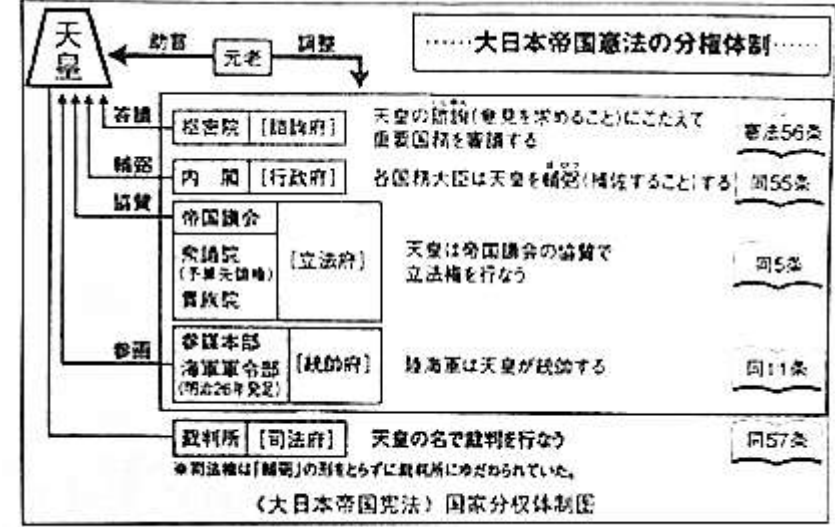 天皇
助言
元老
調整
……大日本帝国憲法の分権体制……
答議
枢密院 [諮詢府]
天皇の諮詢(意見を求めること)にこたえて
重要国務を審議する
憲法56条
輔弼
内閣 [行政府]
各国務大臣は天皇を輔弼(補佐すること)する
同55条
協賛
帝国議会
衆議院
(予算先議権)
貴族院
[立法府]
天皇は帝国議会の協賛で
立法権を行なう
同5条
参画
参謀本部
海軍軍令部
(明治26年発足)
[統帥府]
陸海軍は天皇が統帥する
同11条
裁判所 [司法府]
天皇の名で裁判を行なう
同57条
※司法権は「輔弼」の形をとらずに裁判所にゆだねられていた。
(大日本帝国憲法) 国家分権体制図